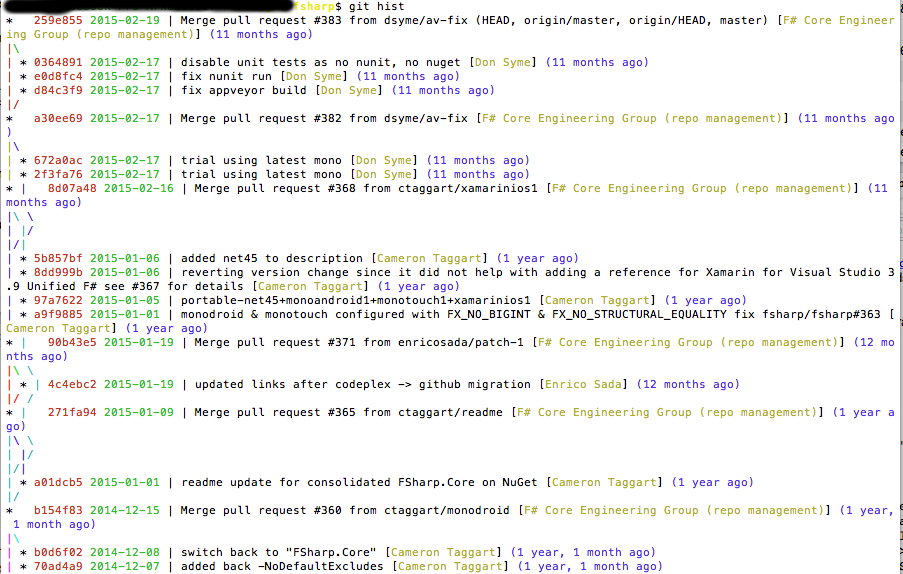 fsharp$ git hist
*   259e855 2015-02-19 | Merge pull request #383 from dsyme/av-fix (HEAD, origin/master, origin/HEAD, master) [F# Core Engineer
ing Group (repo management)] (11 months ago)
|\
| * 0364891 2015-02-17 | disable unit tests as no nunit, no nuget [Don Syme] (11 months ago)
| * e0d8fc4 2015-02-17 | fix nunit run [Don Syme] (11 months ago)
| * d84c3f9 2015-02-17 | fix appveyor build [Don Syme] (11 months ago)
|/
*   a30ee69 2015-02-17 | Merge pull request #382 from dsyme/av-fix [F# Core Engineering Group (repo management)] (11 months ago
)
|\
| * 672a0ac 2015-02-17 | trial using latest mono [Don Syme] (11 months ago)
| * 2f3fa76 2015-02-17 | trial using latest mono [Don Syme] (11 months ago)
* |   8d07a48 2015-02-16 | Merge pull request #368 from ctaggart/xamarinios1 [F# Core Engineering Group (repo management)] (11
months ago)
|\ \
| |/
|/|
| * 5b857bf 2015-01-06 | added net45 to description [Cameron Taggart] (1 year ago)
| * 8dd999b 2015-01-06 | reverting version change since it did not help with adding a reference for Xamarin for Visual Studio 3
.9 Unified F# see #367 for details [Cameron Taggart] (1 year ago)
| * 97a7622 2015-01-05 | portable-net45+monoandroid1+monotouch1+xamarinios1 [Cameron Taggart] (1 year ago)
| * a9f9885 2015-01-01 | monodroid & monotouch configured with FX_NO_BIGINT & FX_NO_STRUCTURAL_EQUALITY fix fsharp/fsharp#363 [
Cameron Taggart] (1 year ago)
* |   90b43e5 2015-01-19 | Merge pull request #371 from enricosada/patch-1 [F# Core Engineering Group (repo management)] (12 mo
nths ago)
|\ \
| * | 4c4ebc2 2015-01-19 | updated links after codeplex -> github migration [Enrico Sada] (12 months ago)
|/ /
* |   271fa94 2015-01-09 | Merge pull request #365 from ctaggart/readme [F# Core Engineering Group (repo management)] (1 year a
go)
|\ \
| |/
|/|
| * a01dcb5 2015-01-01 | readme update for consolidated FSharp.Core on NuGet [Cameron Taggart] (1 year ago)
|/
*   b154f83 2014-12-15 | Merge pull request #360 from ctaggart/monodroid [F# Core Engineering Group (repo management)] (1 year,
 1 month ago)
|\
| * b0d6f02 2014-12-08 | switch back to "FSharp.Core" [Cameron Taggart] (1 year, 1 month ago)
| * 70ad4a9 2014-12-07 | added back -NoDefaultExcludes [Cameron Taggart] (1 year, 1 month ago)